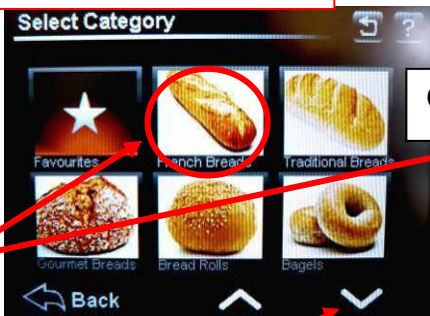 Select Category
?
Favourites French Breads Traditional Breads
Gourmet Breads Bread Rolls Bagels
Back